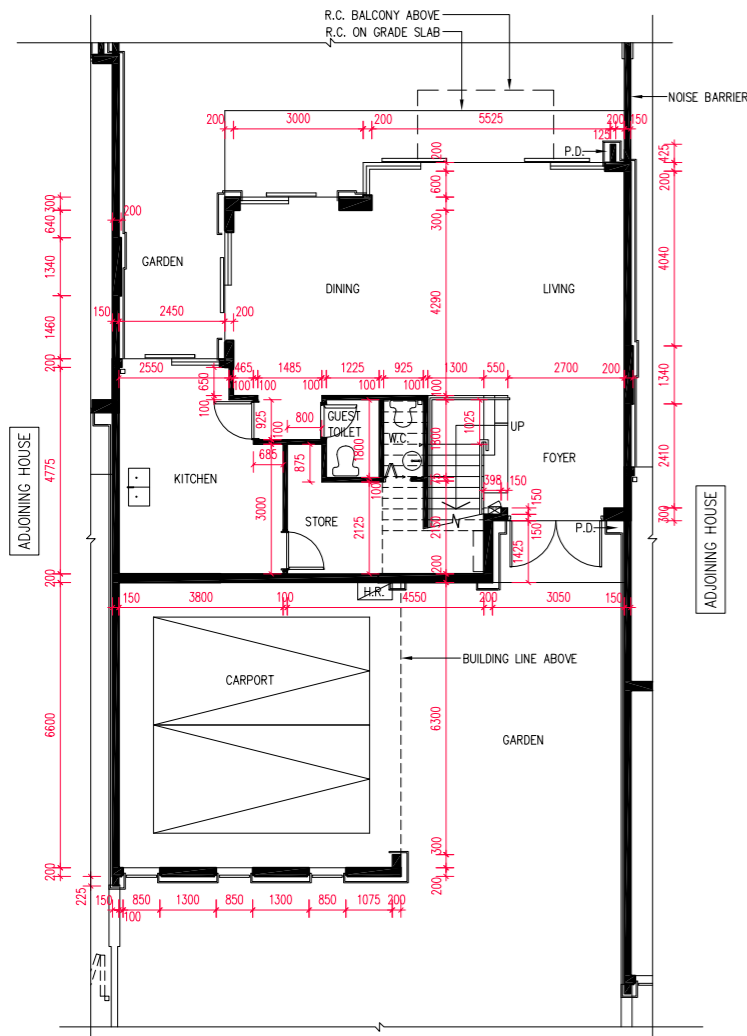 R.C. BALCONY ABOVE
R.C. ON GRADE SLAB
NOISE BARRIER
200 3000 200 5525 200 150
125 P.D.
425
200
200
600
300
300
640
200
1340
4040
GARDEN
DINING
LIVING
4290
150 2450 200
1460
1340
200
2550 465 1485 1225 925 1300 550 2700
650 100 100 100 100 100
100
925 800 GUEST TOILET W.C. 1800 1025 UP
100
2410
ADJOINING HOUSE
4775
685 875 1800
KITCHEN
FOYER
3000
398 150
100
150
300
STORE 2125 2100 150 P.D.
1425
ADJOINING HOUSE
200 200
H.R.
150 3800 100 4550 200 3050 150
BUILDING LINE ABOVE
CARPORT
6600
6300
GARDEN
300
200
200
225
150 850 1300 850 1300 850 1075 200
100